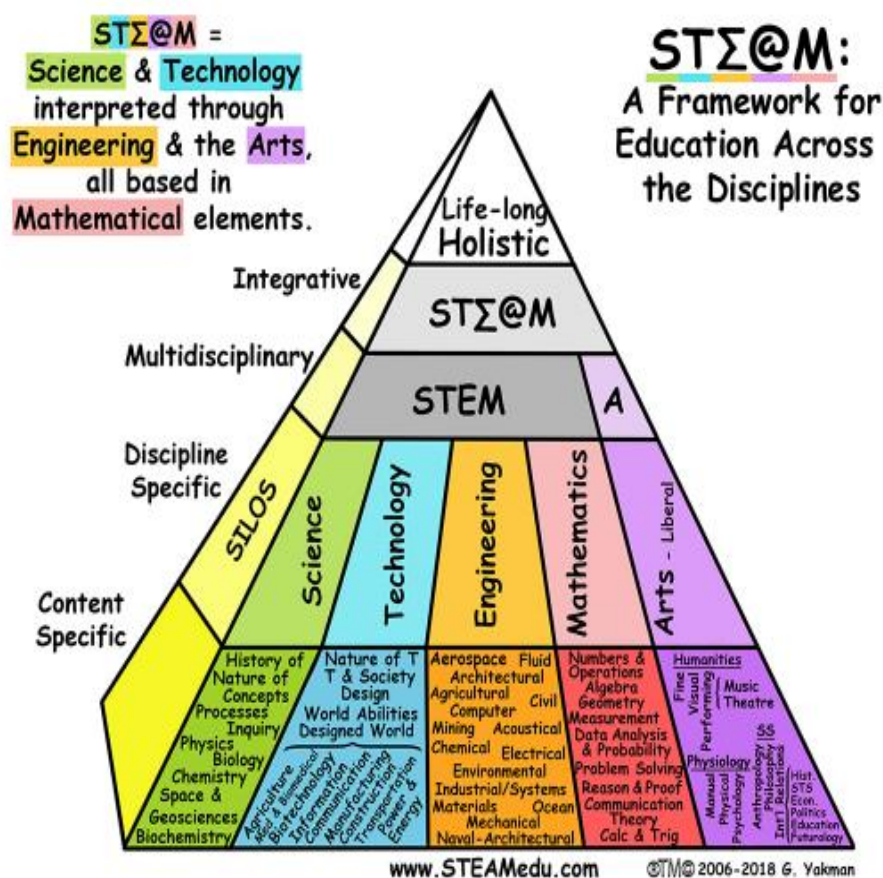 STΣ@M =
Science & Technology
interpreted through
Engineering & the Arts,
all based in
Mathematical elements.
STΣ@M:
A Framework for
Education Across
the Disciplines
Life-long
Holistic
Integrative
STΣ@M
Multidisciplinary
STEM
A
Discipline
Specific
SILOS
Science
Technology
Engineering
Mathematics
Arts - Liberal
Content
Specific
History of
Nature of
Concepts
Processes
Inquiry
Physics
Biology
Chemistry
Space &
Geosciences
Biochemistry
Nature of T
T & Society
Design
World Abilities
Designed World
Agriculture
Med. & Biomedical
Biotechnology
Information
Communication
Manufacturing
Construction
Transportation
Power &
Energy
Aerospace Fluid
Architectural
Agricultural Civil
Computer
Mining Acoustical
Chemical Electrical
Environmental
Industrial/Systems
Materials Ocean
Mechanical
Naval-Architectural
Numbers &
Operations
Algebra
Geometry
Measurement
Data Analysis
& Probability
Problem Solving
Reason & Proof
Communication
Theory
Calc & Trig
Humanities
Fine
Visual
Performing
Music
Theatre
Physiology
Manual
Physical
Psychology
SS
Anthropology
Philosophy
Int'l Relations
Hist.
STS
Econ.
Politics
Education
Futurology
www.STEAMedu.com
®TM© 2006-2018 G. Yakman